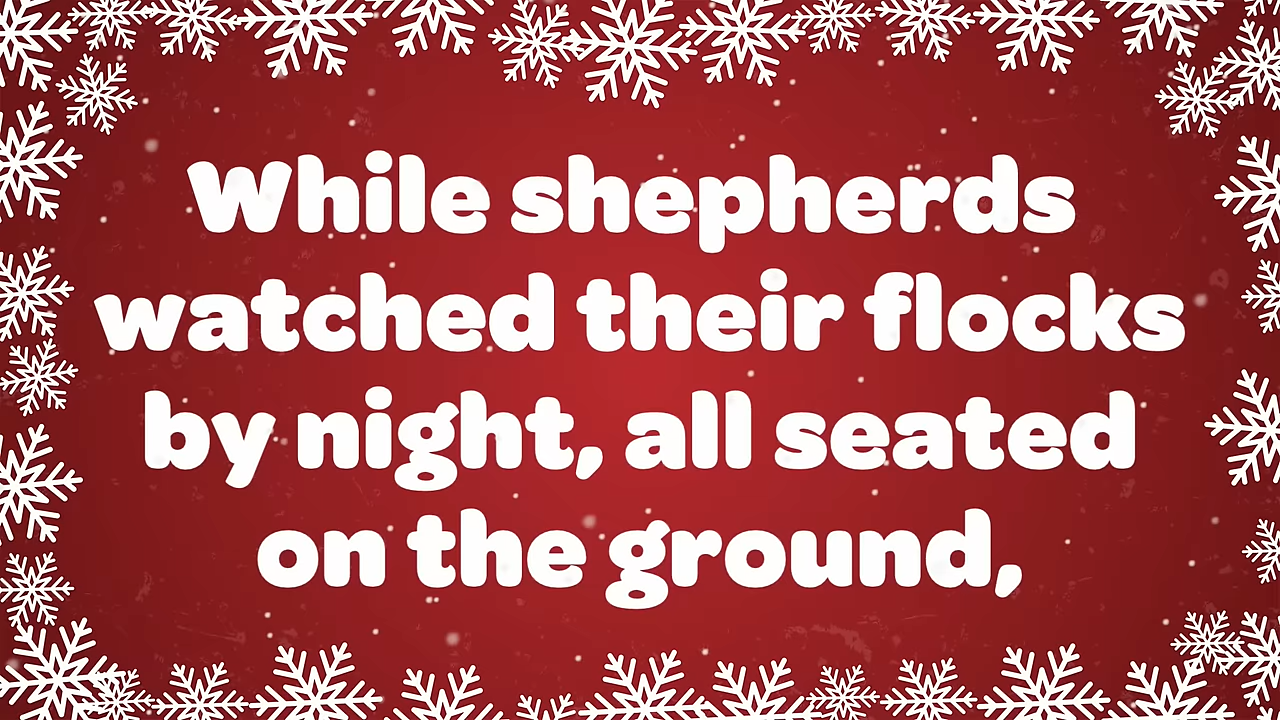 While shepherds
watched their flocks
by night, all seated
on the ground,